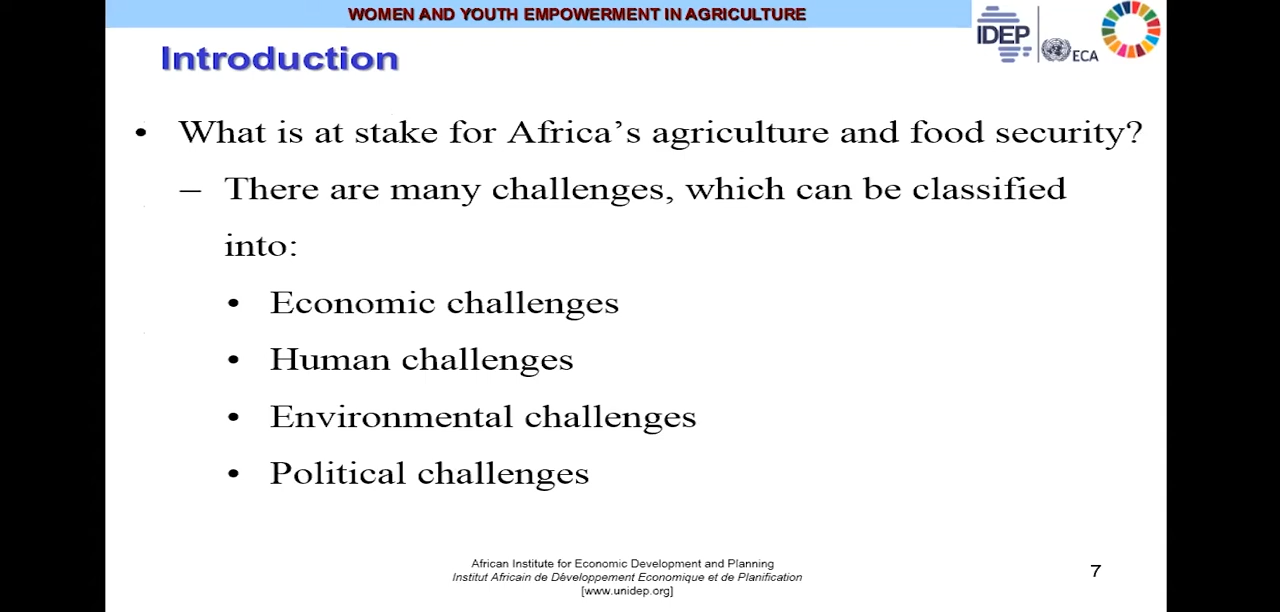 WOMEN AND YOUTH EMPOWERMENT IN AGRICULTURE
IDEP
ECA
Introduction
• What is at stake for Africa's agriculture and food security?
– There are many challenges, which can be classified
into:
• Economic challenges
• Human challenges
• Environmental challenges
• Political challenges
African Institute for Economic Development and Planning
Institut Africain de Développement Economique et de Planification
[www.unidep.org]
7